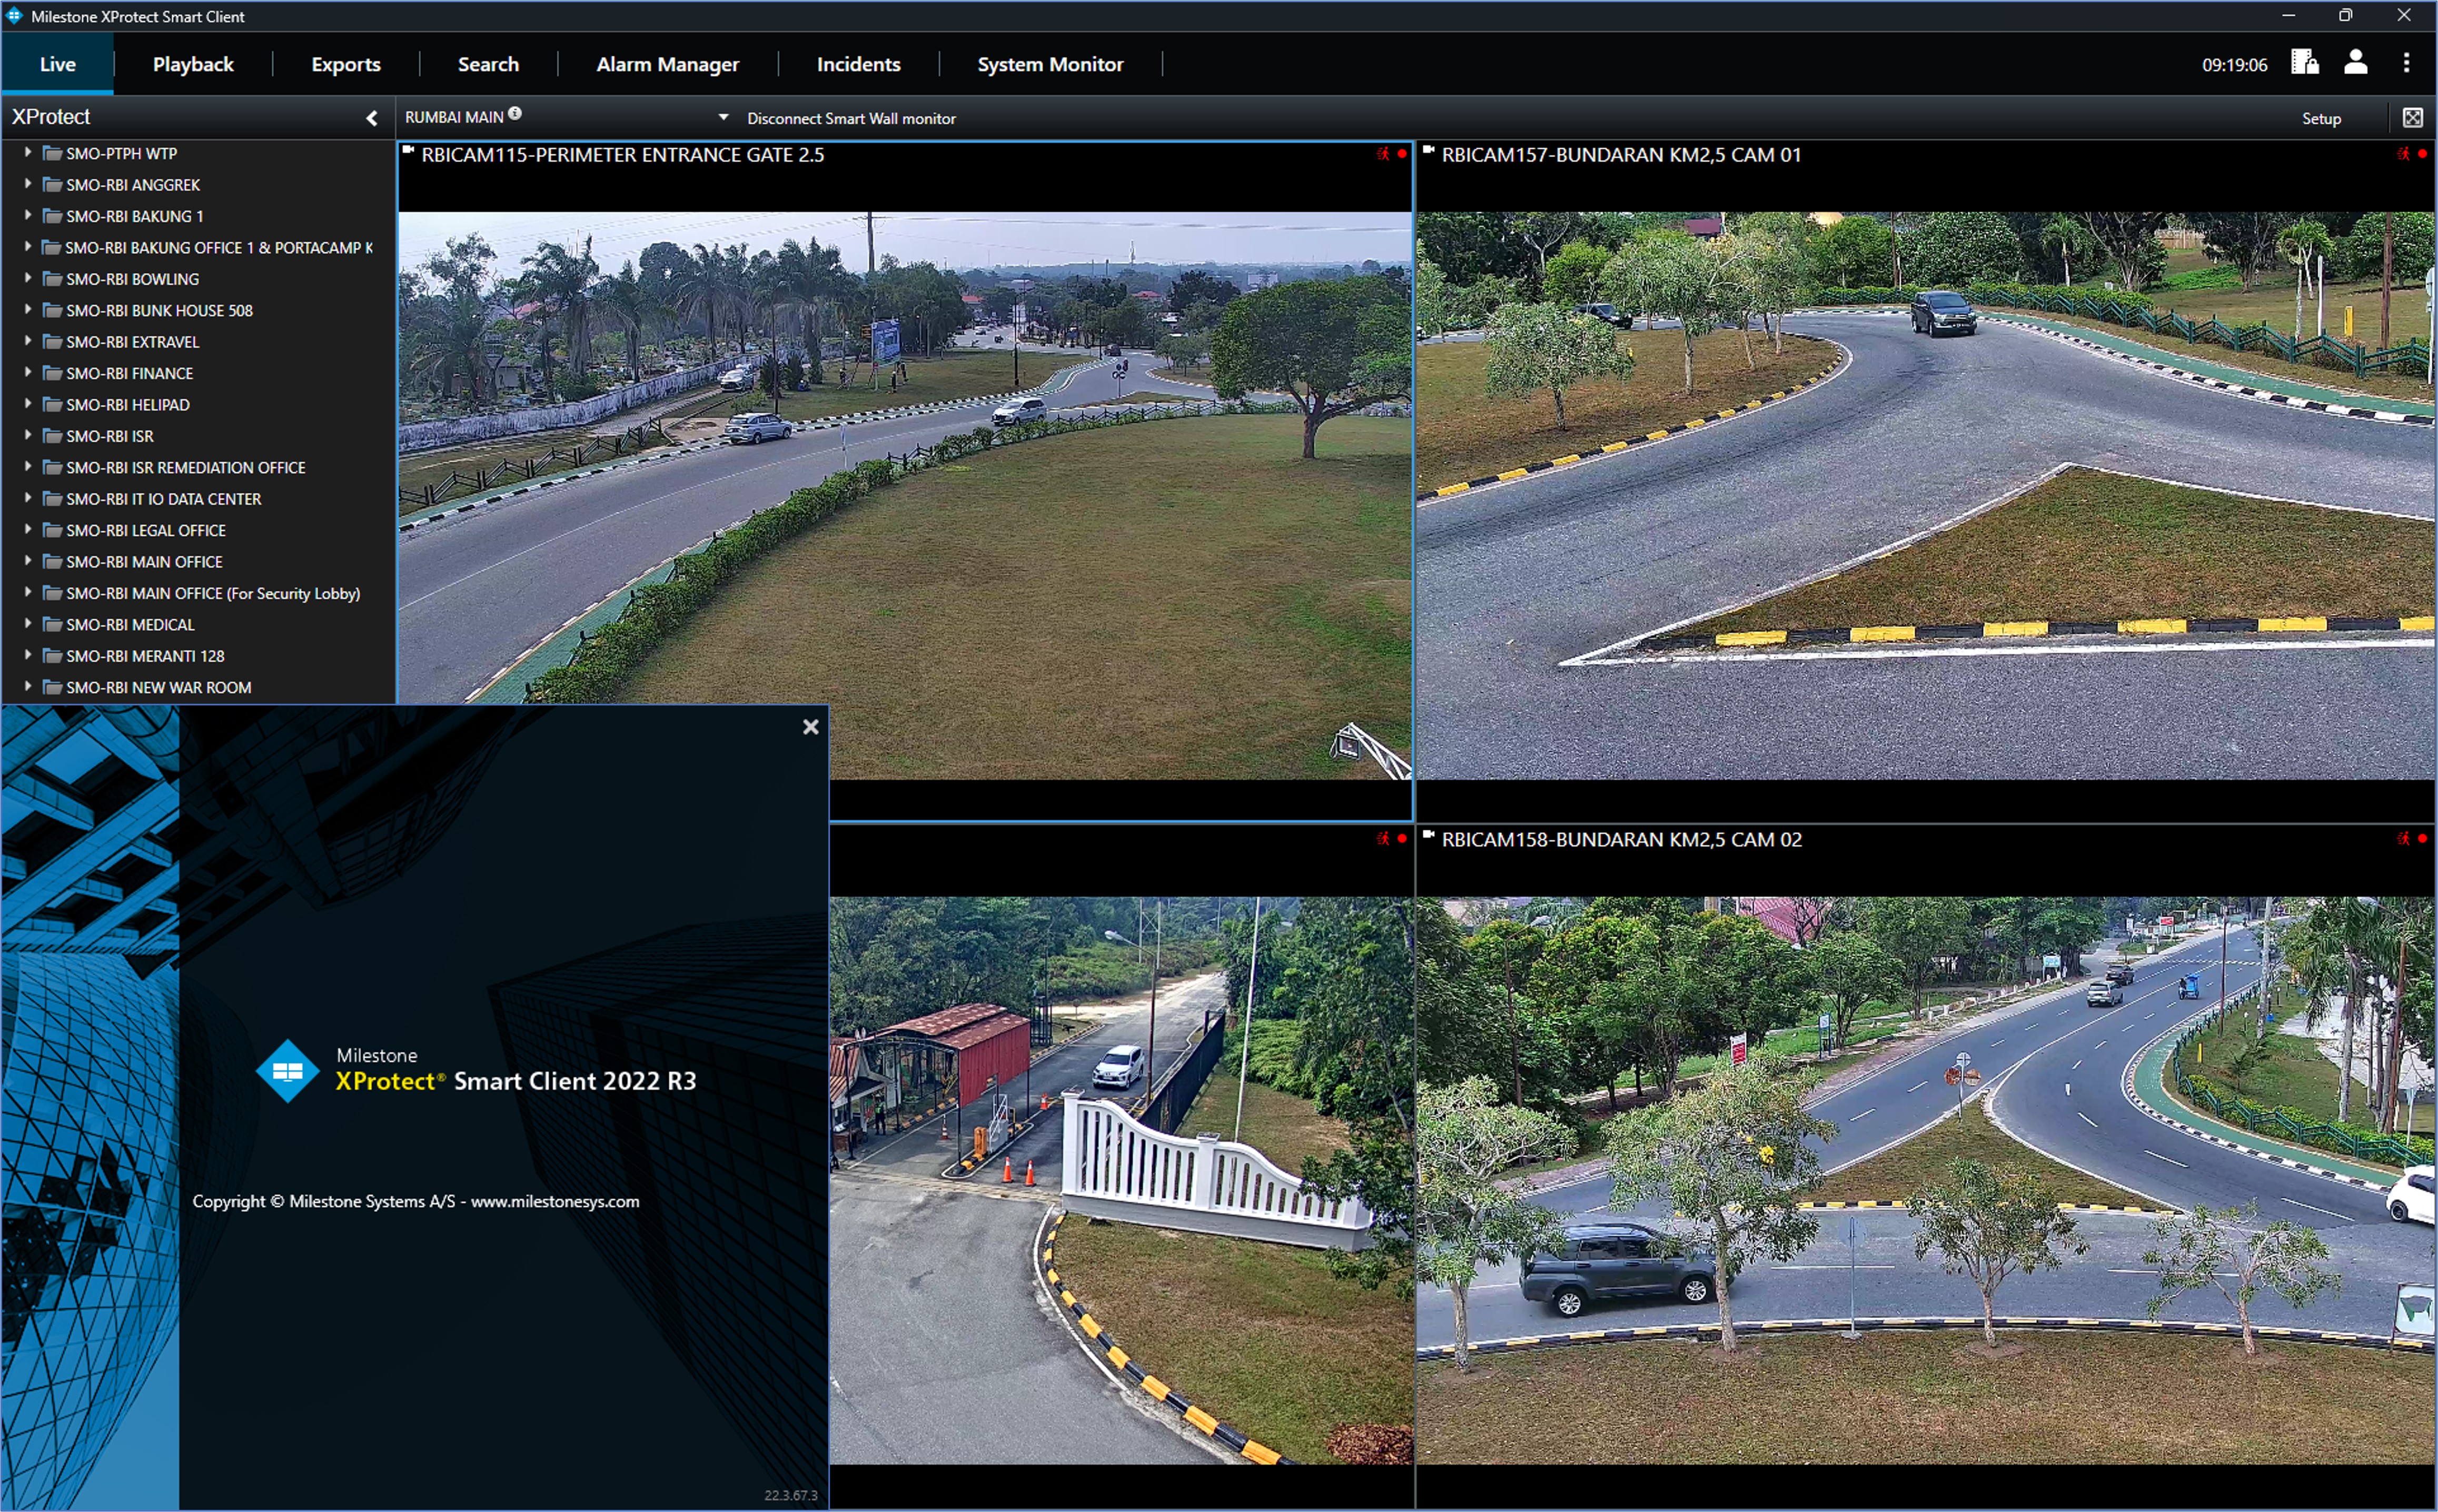 Milestone XProtect Smart Client
Live
Playback
Exports
Search
Alarm Manager
Incidents
System Monitor
09:19:06
XProtect
RUMBAI MAIN
Disconnect Smart Wall monitor
Setup
SMO-PTPH WTP
SMO-RBI ANGGREK
SMO-RBI BAKUNG 1
SMO-RBI BAKUNG OFFICE 1 & PORTACAMP K
SMO-RBI BOWLING
SMO-RBI BUNK HOUSE 508
SMO-RBI EXTRAVEL
SMO-RBI FINANCE
SMO-RBI HELIPAD
SMO-RBI ISR
SMO-RBI ISR REMEDIATION OFFICE
SMO-RBI IT IO DATA CENTER
SMO-RBI LEGAL OFFICE
SMO-RBI MAIN OFFICE
SMO-RBI MAIN OFFICE (For Security Lobby)
SMO-RBI MEDICAL
SMO-RBI MERANTI 128
SMO-RBI NEW WAR ROOM
RBICAM115-PERIMETER ENTRANCE GATE 2.5
RBICAM157-BUNDARAN KM2,5 CAM 01
RBICAM158-BUNDARAN KM2,5 CAM 02
Milestone
XProtect® Smart Client 2022 R3
Copyright © Milestone Systems A/S - www.milestonesys.com
22.3.67.3